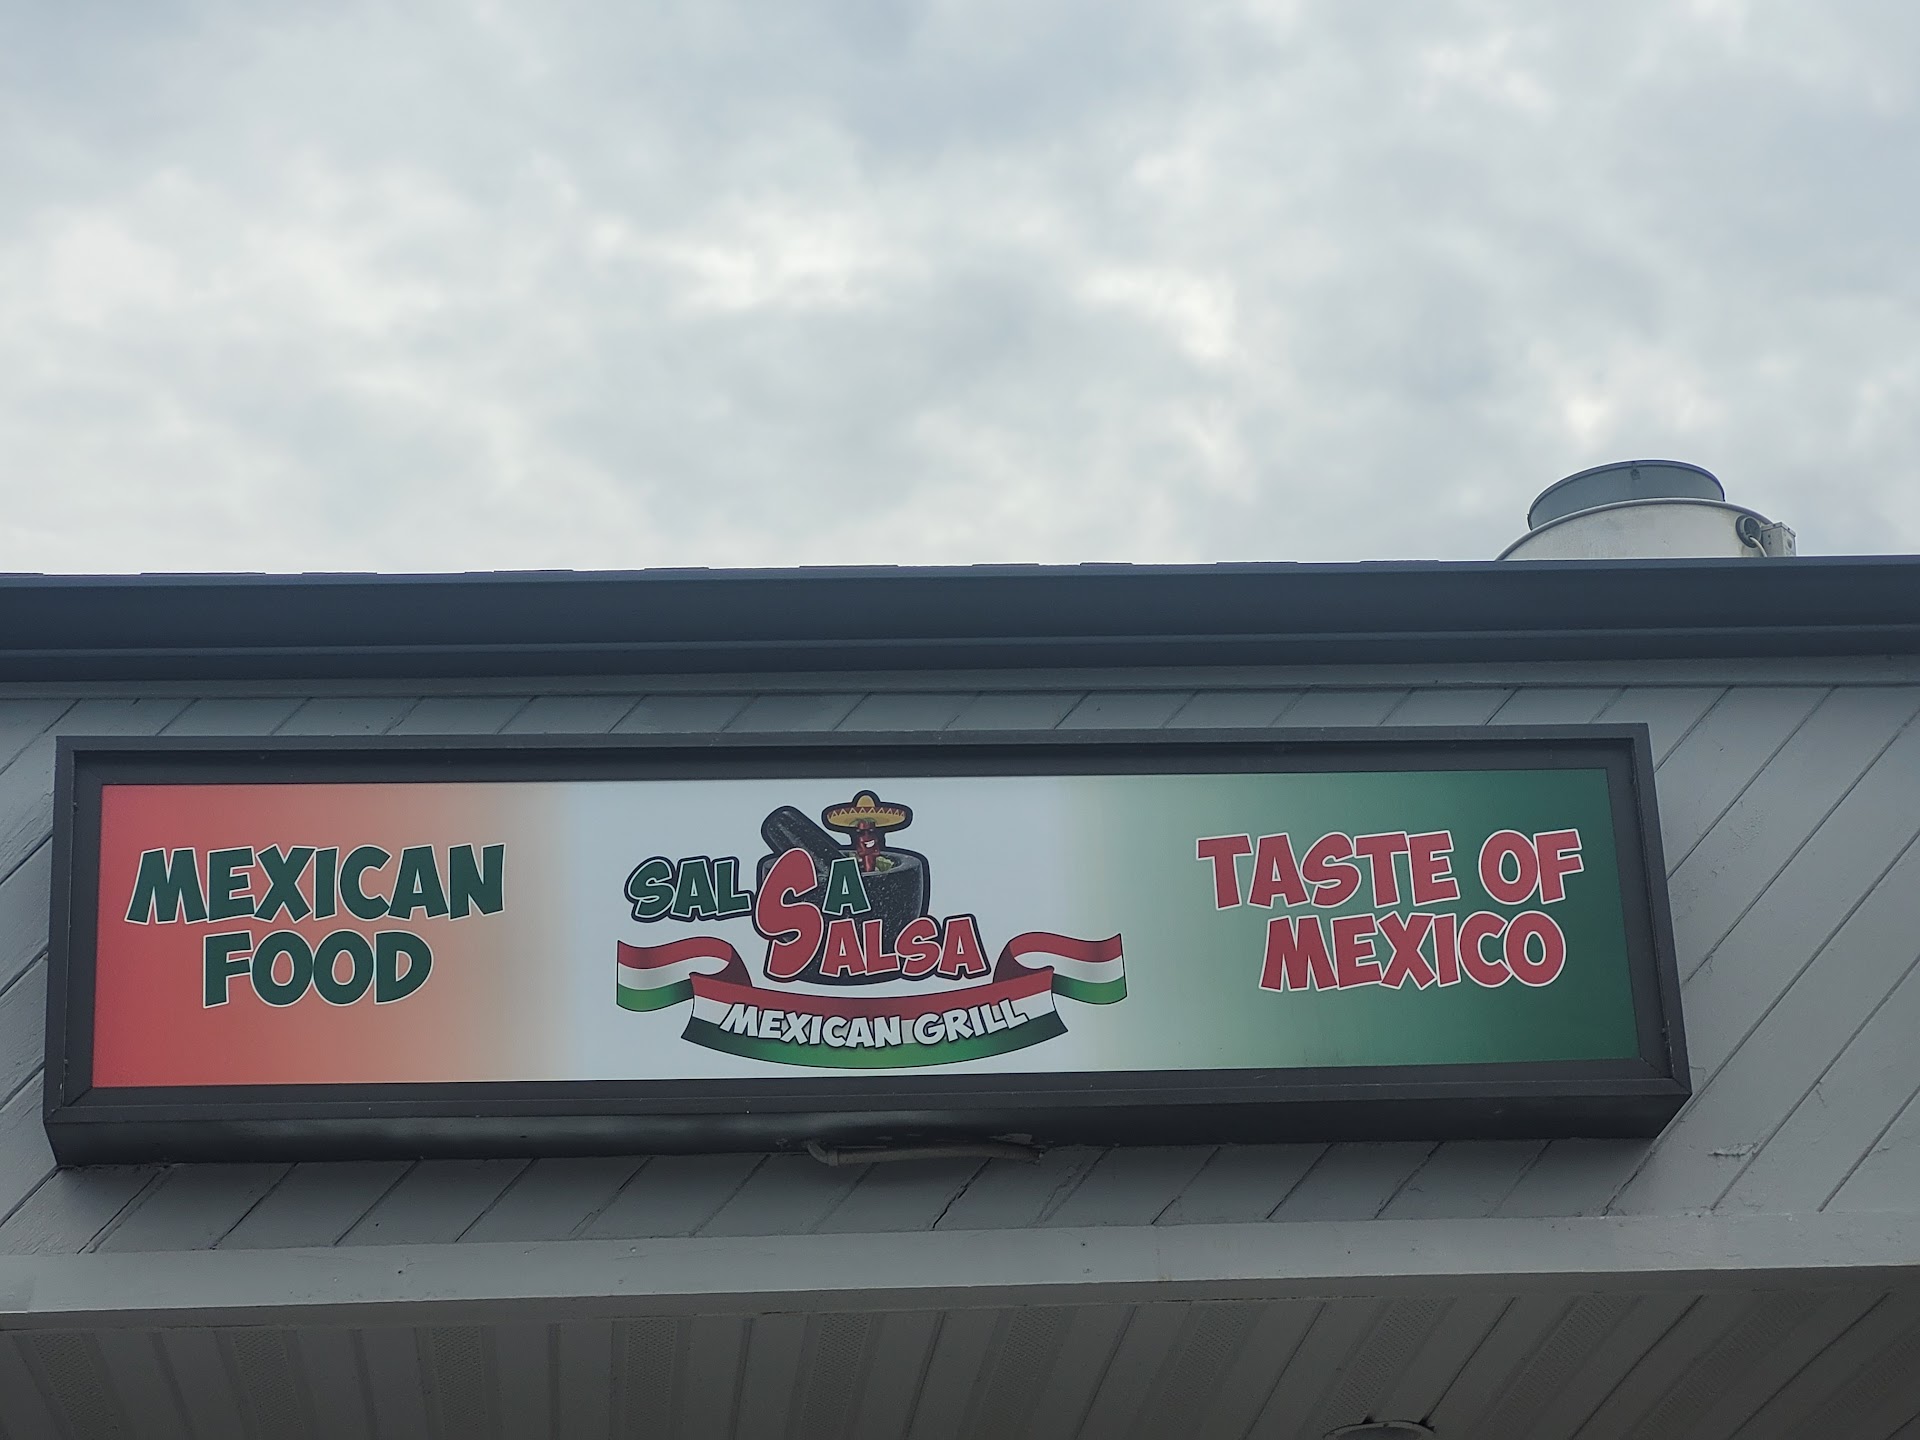 MEXICAN
FOOD
SALSA
SALSA
MEXICAN GRILL
TASTE OF
MEXICO